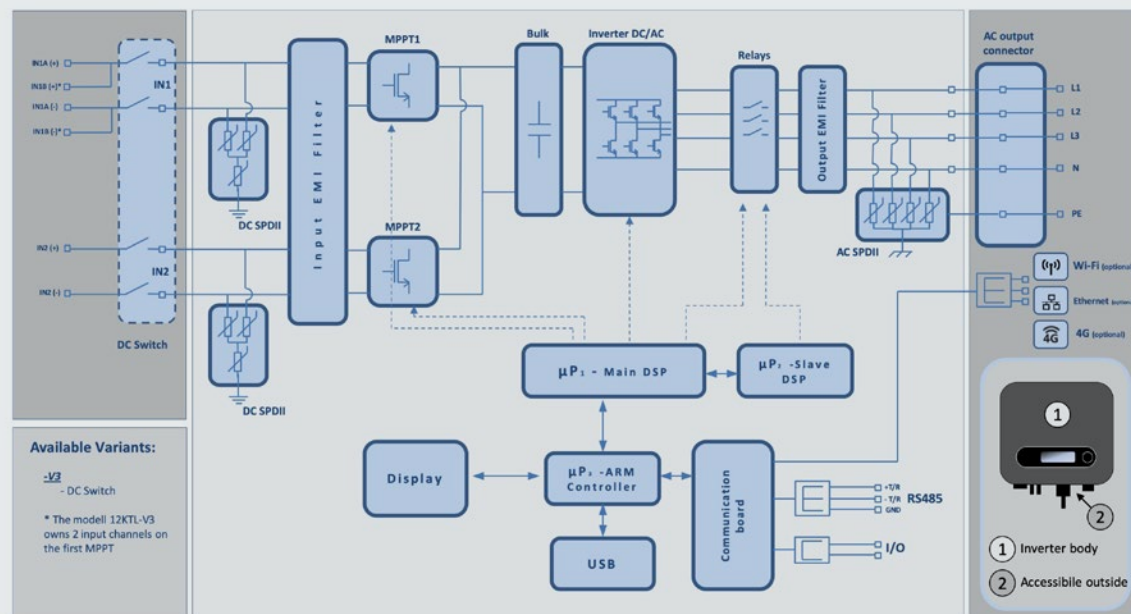 IN1A (+)
IN1B (+)*
IN1A (-)
IN1B (-)*
IN1
DC SPDII
IN2 (+)
IN2 (-)
IN2
DC Switch
DC SPDII
Input EMI Filter
MPPT1
MPPT2
Bulk
Inverter DC/AC
Relays
Output EMI Filter
AC SPDII
AC output
connector
L1
L2
L3
N
PE
Wi-Fi (optional)
Ethernet (optional
4G
4G (optional)
μP1 - Main DSP
μP2 -Slave
DSP
Display
μP3 -ARM
Controller
USB
Communication
board
+T/R
- T/R
GND
RS485
I/O
Available Variants:
-V3
- DC Switch
* The modell 12KTL-V3
owns 2 input channels on
the first MPPT
1
2
1 Inverter body
2 Accessibile outside